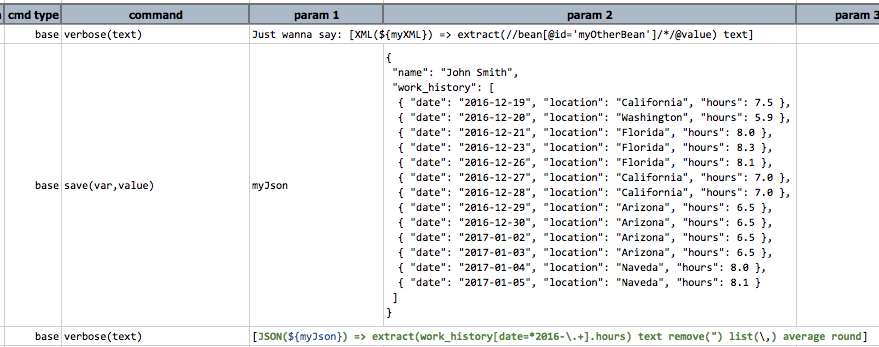 cmd type command param 1 param 2 param 3
base verbose(text) Just wanna say: [XML(${myXML}) => extract(//bean[@id='myOtherBean']/*/@value) text]
{
"name": "John Smith",
"work_history": [
{ "date": "2016-12-19", "location": "California", "hours": 7.5 },
{ "date": "2016-12-20", "location": "Washington", "hours": 5.9 },
{ "date": "2016-12-21", "location": "Florida", "hours": 8.0 },
{ "date": "2016-12-23", "location": "Florida", "hours": 8.3 },
{ "date": "2016-12-26", "location": "Florida", "hours": 8.1 },
{ "date": "2016-12-27", "location": "California", "hours": 7.0 },
base save(var,value) myJson { "date": "2016-12-28", "location": "California", "hours": 7.0 },
{ "date": "2016-12-29", "location": "Arizona", "hours": 6.5 },
{ "date": "2016-12-30", "location": "Arizona", "hours": 6.5 },
{ "date": "2017-01-02", "location": "Arizona", "hours": 6.5 },
{ "date": "2017-01-03", "location": "Arizona", "hours": 6.5 },
{ "date": "2017-01-04", "location": "Naveda", "hours": 8.0 },
{ "date": "2017-01-05", "location": "Naveda", "hours": 8.1 }
]
}
base verbose(text) [JSON(${myJson}) => extract(work_history[date=*2016-\.+].hours) text remove(") list(\,) average round]